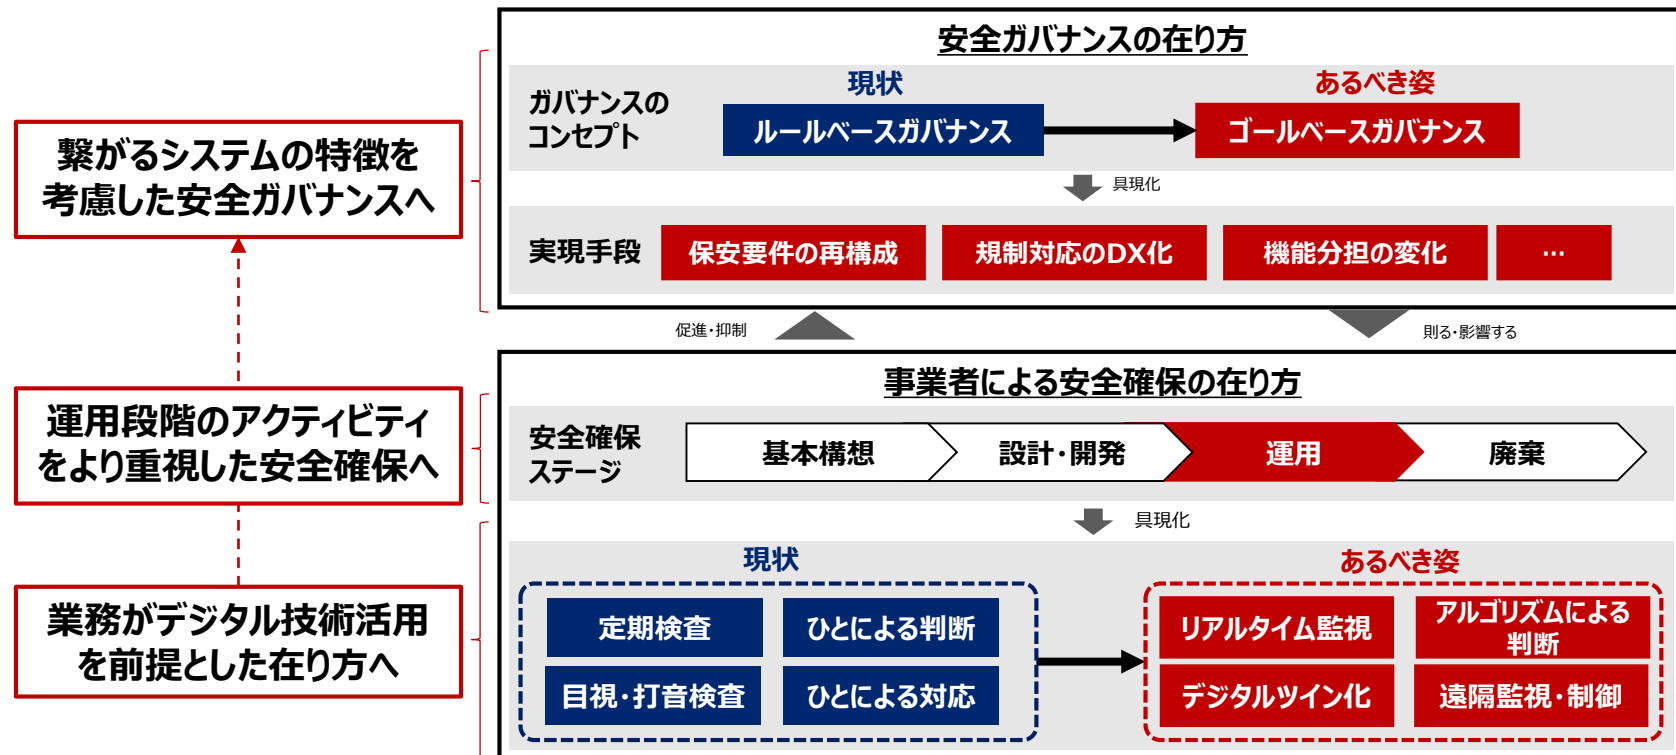 安全ガバナンスの在り方
ガバナンスの
コンセプト
現状
ルールベースガバナンス
あるべき姿
ゴールベースガバナンス
具現化
実現手段
保安要件の再構成
規制対応のDX化
機能分担の変化
…
繋がるシステムの特徴を
考慮した安全ガバナンスへ
促進・抑制
則る・影響する
事業者による安全確保の在り方
安全確保
ステージ
基本構想
設計・開発
運用
廃棄
運用段階のアクティビティ
をより重視した安全確保へ
具現化
現状
定期検査
ひとによる判断
目視・打音検査
ひとによる対応
あるべき姿
リアルタイム監視
アルゴリズムによる
判断
デジタルツイン化
遠隔監視・制御
業務がデジタル技術活用
を前提とした在り方へ